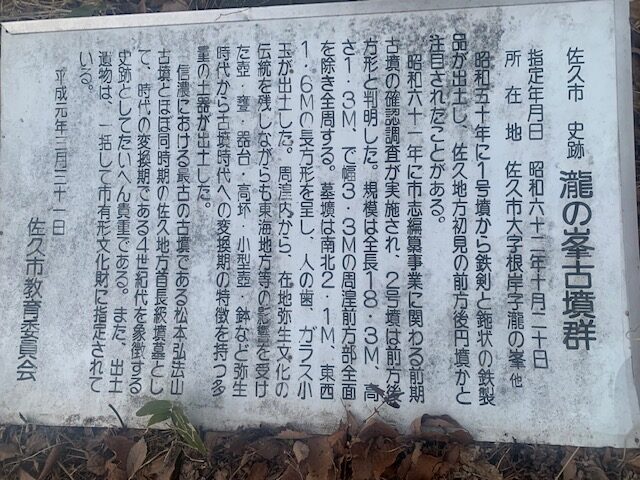 佐久市 史跡 瀧の峯古墳群
指定年月日 昭和六十二年十月二十日
所在地 佐久市大字根岸字瀧の峯 他
昭和五十年に1号墳から鉄剣と鉇状の鉄製
品が出土し、佐久地方初見の前方後円墳かと
注目されたことがある。
昭和六十一年に市志編纂事業に関わる前期
古墳の確認調査が実施され、2号墳は前方後
方形と判明した。規模は全長18・3M、高
さ1・3M、で幅3・3Mの周湟前方部全面
を除き全周する。墓壙は南北2・1M、東西
1・6Mの長方形を呈し、人の歯、ガラス小
玉が出土した。周湟内から、在地弥生文化の
伝統を残しながらも東海地方等の影響を受け
た壺・甕・器台・高坏・小型壺・鉢など弥生
時代から古墳時代への変換期の特徴を持つ多
量の土器が出土した。
信濃における最古の古墳である松本弘法山
古墳とほぼ同時期の佐久地方首長級墳墓とし
て、時代の変換期である4世紀代を象徴する
史跡としてたいへん貴重である。また、出土
遺物は、一括して市有形文化財に指定されて
いる。
平成元年三月三十一日
佐久市教育委員会